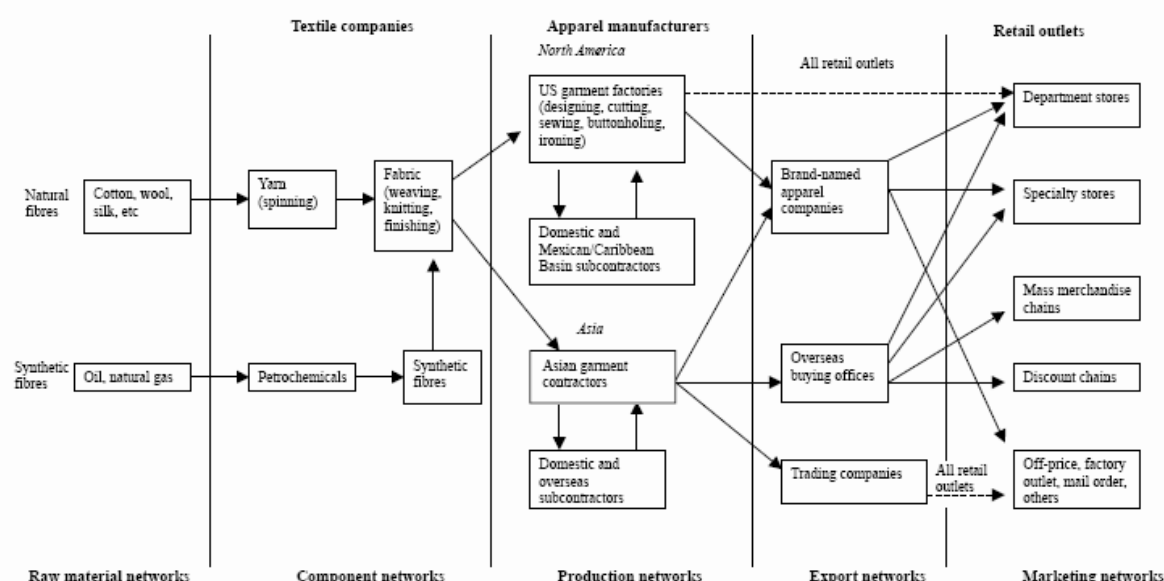 Textile companies
Apparel manufacturers
Retail outlets
North America
All retail outlets
US garment factories
(designing, cutting,
sewing, buttonholing,
ironing)
Department stores
Natural
fibres
Cotton, wool,
silk, etc
Yarn
(spinning)
Fabric
(weaving,
knitting,
finishing)
Brand-named
apparel
companies
Specialty stores
Domestic and
Mexican/Caribbean
Basin subcontractors
Mass merchandise
chains
Asia
Synthetic
fibres
Oil, natural gas
Petrochemicals
Synthetic
fibres
Asian garment
contractors
Overseas
buying offices
Discount chains
Domestic and
overseas
subcontractors
Trading companies
All retail
outlets
Off-price, factory
outlet, mail order,
others
Raw material networks
Component networks
Production networks
Export networks
Marketing networks